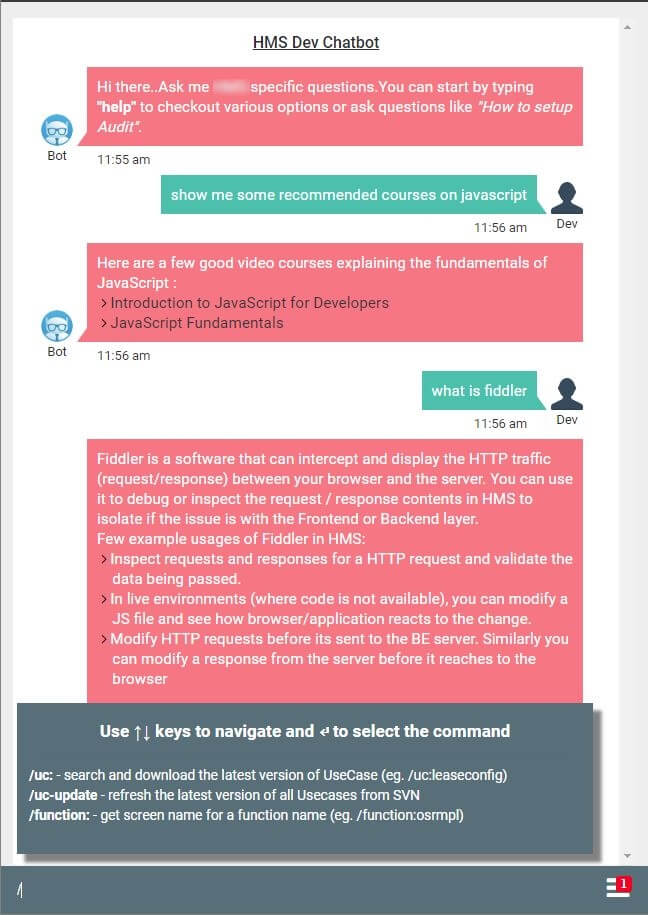 HMS Dev Chatbot
Hi there..Ask me specific questions.You can start by typing
"help" to checkout various options or ask questions like "How to setup
Audit".
Bot
11:55 am
show me some recommended courses on javascript
11:56 am
Dev
Here are a few good video courses explaining the fundamentals of
JavaScript :
Introduction to JavaScript for Developers
JavaScript Fundamentals
Bot
11:56 am
what is fiddler
11:56 am
Dev
Fiddler is a software that can intercept and display the HTTP traffic
(request/response) between your browser and the server. You can use
it to debug or inspect the request / response contents in HMS to
isolate if the issue is with the Frontend or Backend layer.
Few example usages of Fiddler in HMS:
Inspect requests and responses for a HTTP request and validate the
data being passed.
In live environments (where code is not available), you can modify a
JS file and see how browser/application reacts to the change.
Modify HTTP requests before its sent to the BE server. Similarly you
can modify a response from the server before it reaches to the
browser
Use ↑↓ keys to navigate and ↵ to select the command
/uc: - search and download the latest version of UseCase (eg. /uc:leaseconfig)
/uc-update - refresh the latest version of all Usecases from SVN
/function: - get screen name for a function name (eg. /function:osrmpl)
/
1